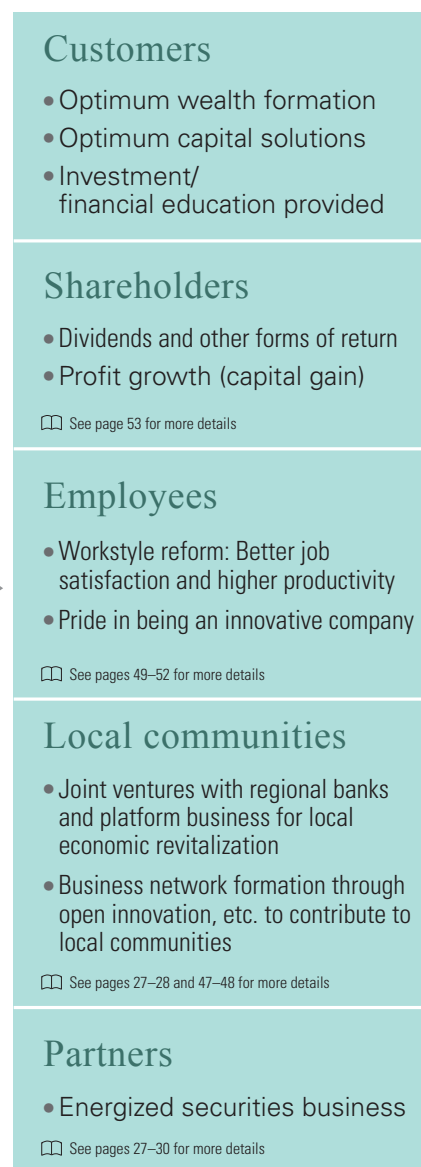 Customers
• Optimum wealth formation
• Optimum capital solutions
• Investment/
financial education provided
Shareholders
• Dividends and other forms of return
• Profit growth (capital gain)
See page 53 for more details
Employees
• Workstyle reform: Better job
satisfaction and higher productivity
• Pride in being an innovative company
See pages 49–52 for more details
Local communities
• Joint ventures with regional banks
and platform business for local
economic revitalization
• Business network formation through
open innovation, etc. to contribute to
local communities
See pages 27–28 and 47–48 for more details
Partners
• Energized securities business
See pages 27–30 for more details